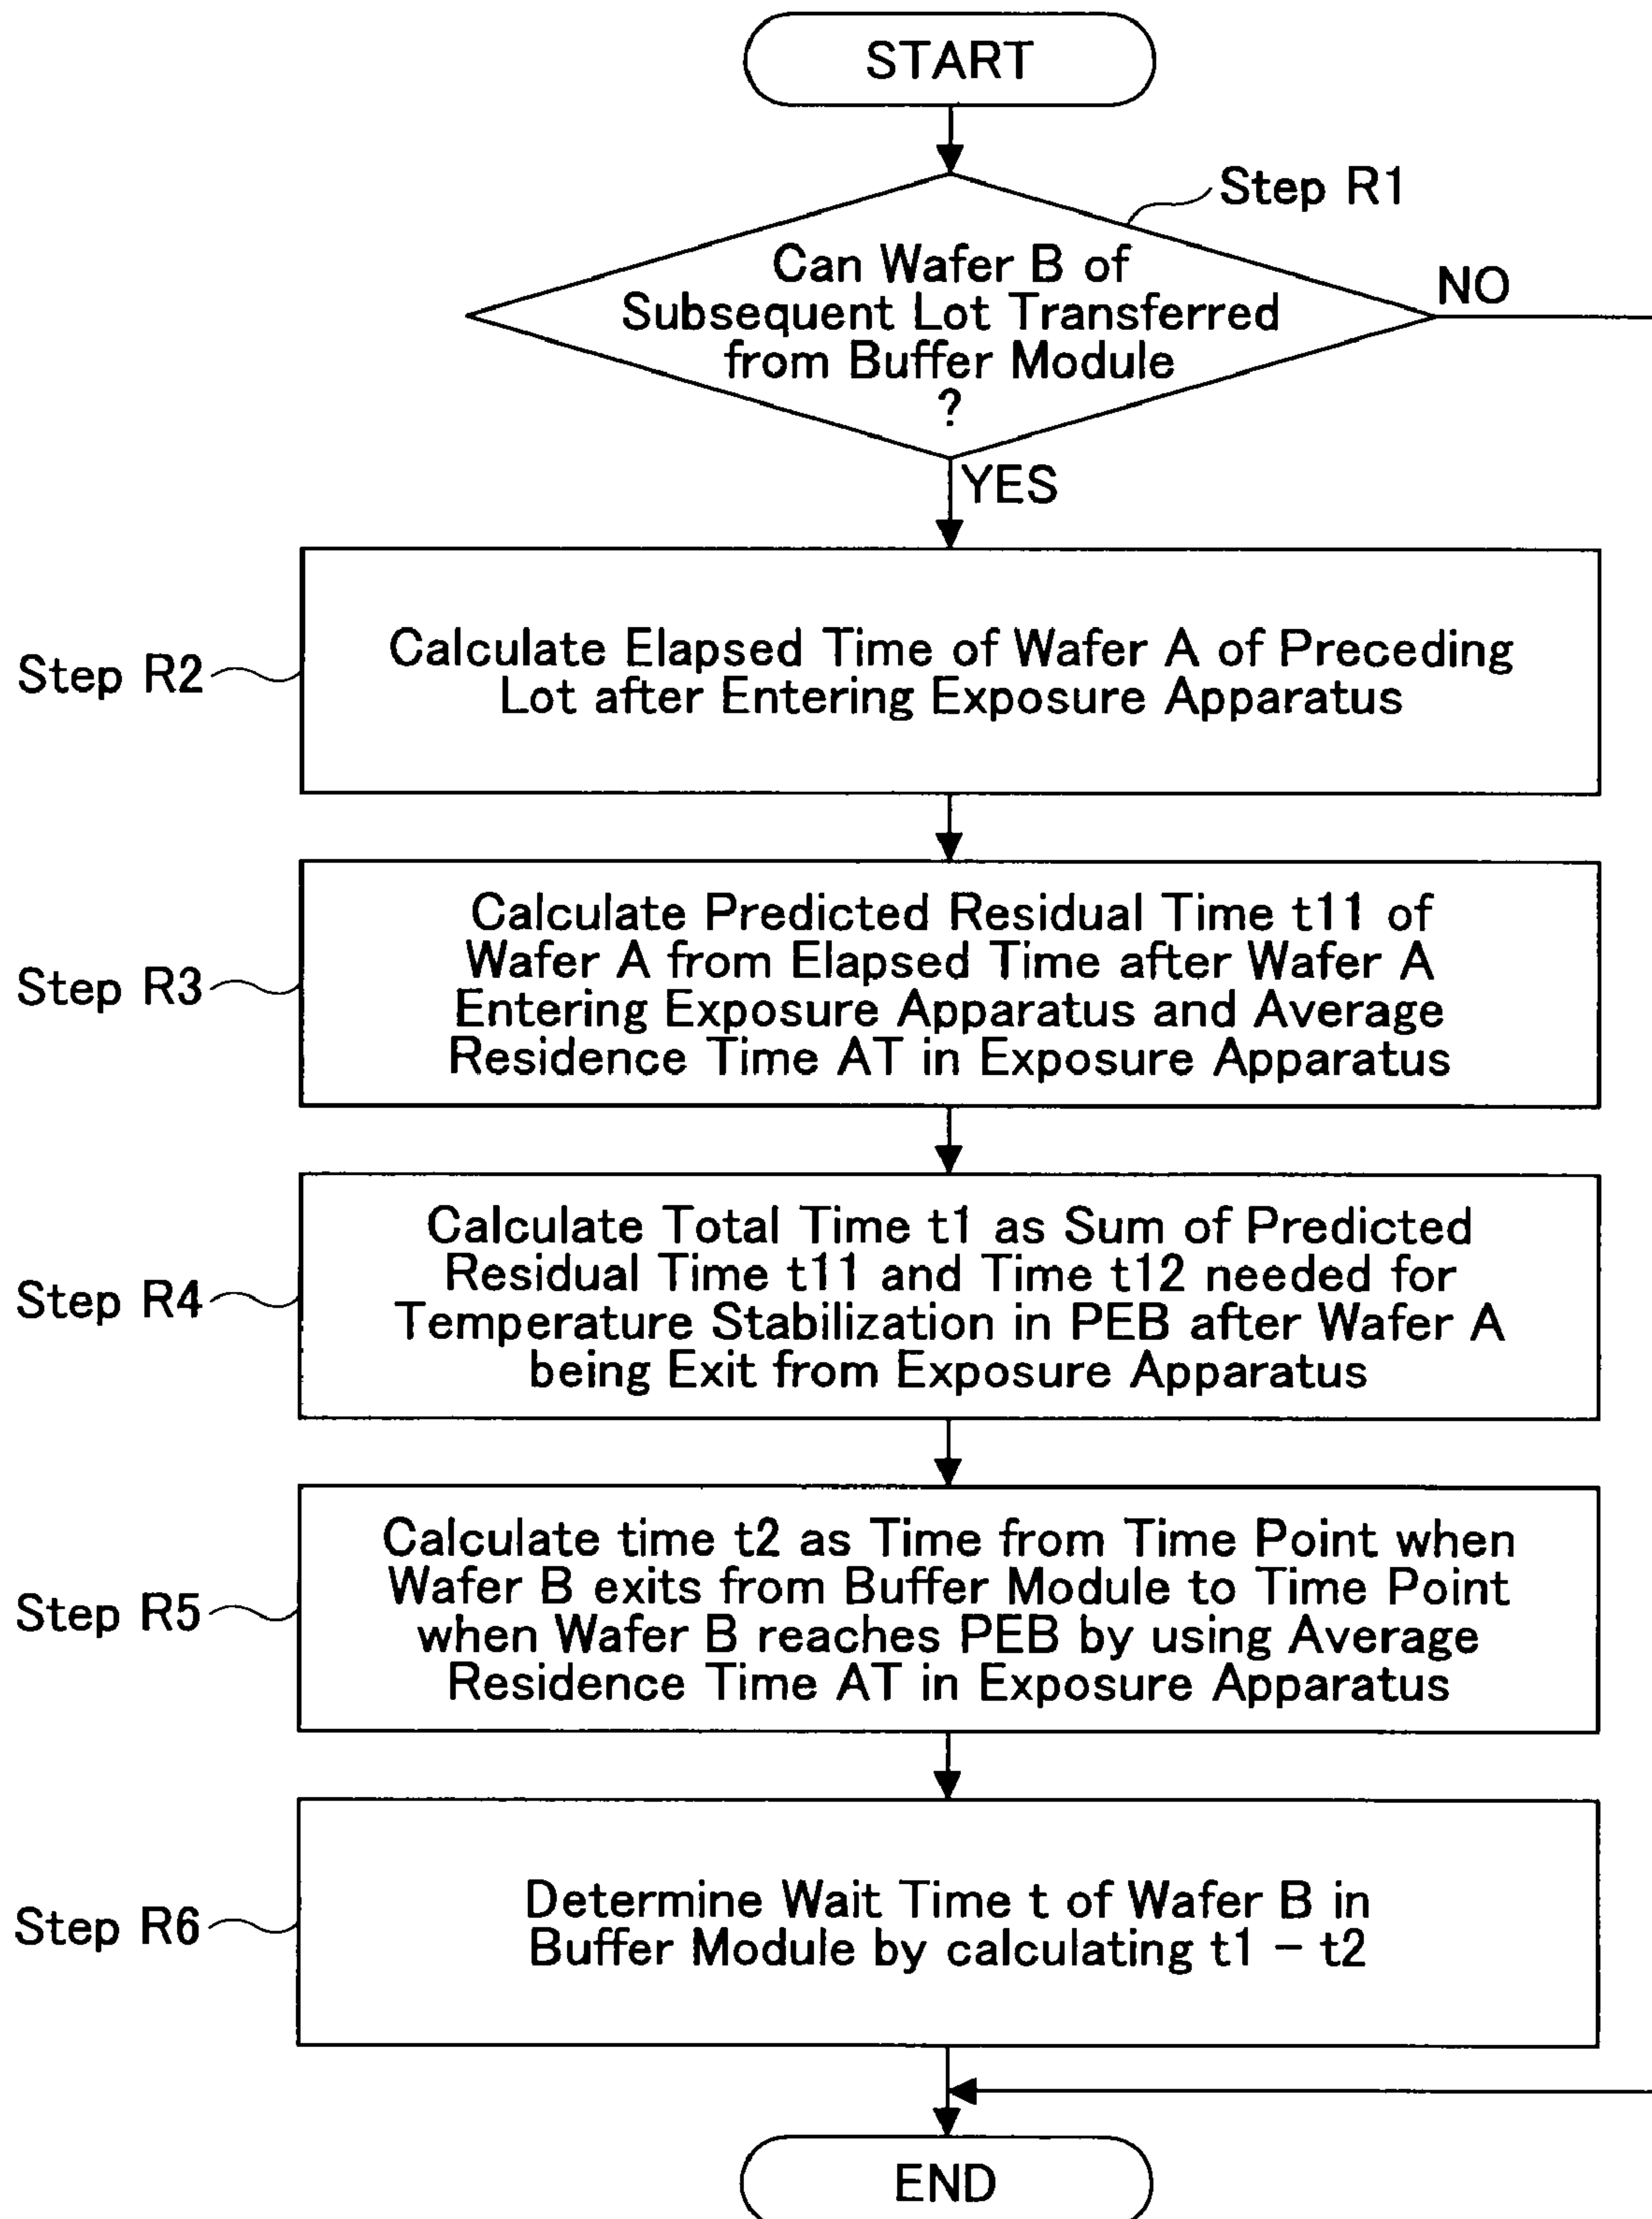 START
Step R1
Can Wafer B of
Subsequent Lot Transferred
from Buffer Module
?
NO
YES
Step R2
Calculate Elapsed Time of Wafer A of Preceding
Lot after Entering Exposure Apparatus
Step R3
Calculate Predicted Residual Time t11 of
Wafer A from Elapsed Time after Wafer A
Entering Exposure Apparatus and Average
Residence Time AT in Exposure Apparatus
Step R4
Calculate Total Time t1 as Sum of Predicted
Residual Time t11 and Time t12 needed for
Temperature Stabilization in PEB after Wafer A
being Exit from Exposure Apparatus
Step R5
Calculate time t2 as Time from Time Point when
Wafer B exits from Buffer Module to Time Point
when Wafer B reaches PEB by using Average
Residence Time AT in Exposure Apparatus
Step R6
Determine Wait Time t of Wafer B in
Buffer Module by calculating t1 − t2
END